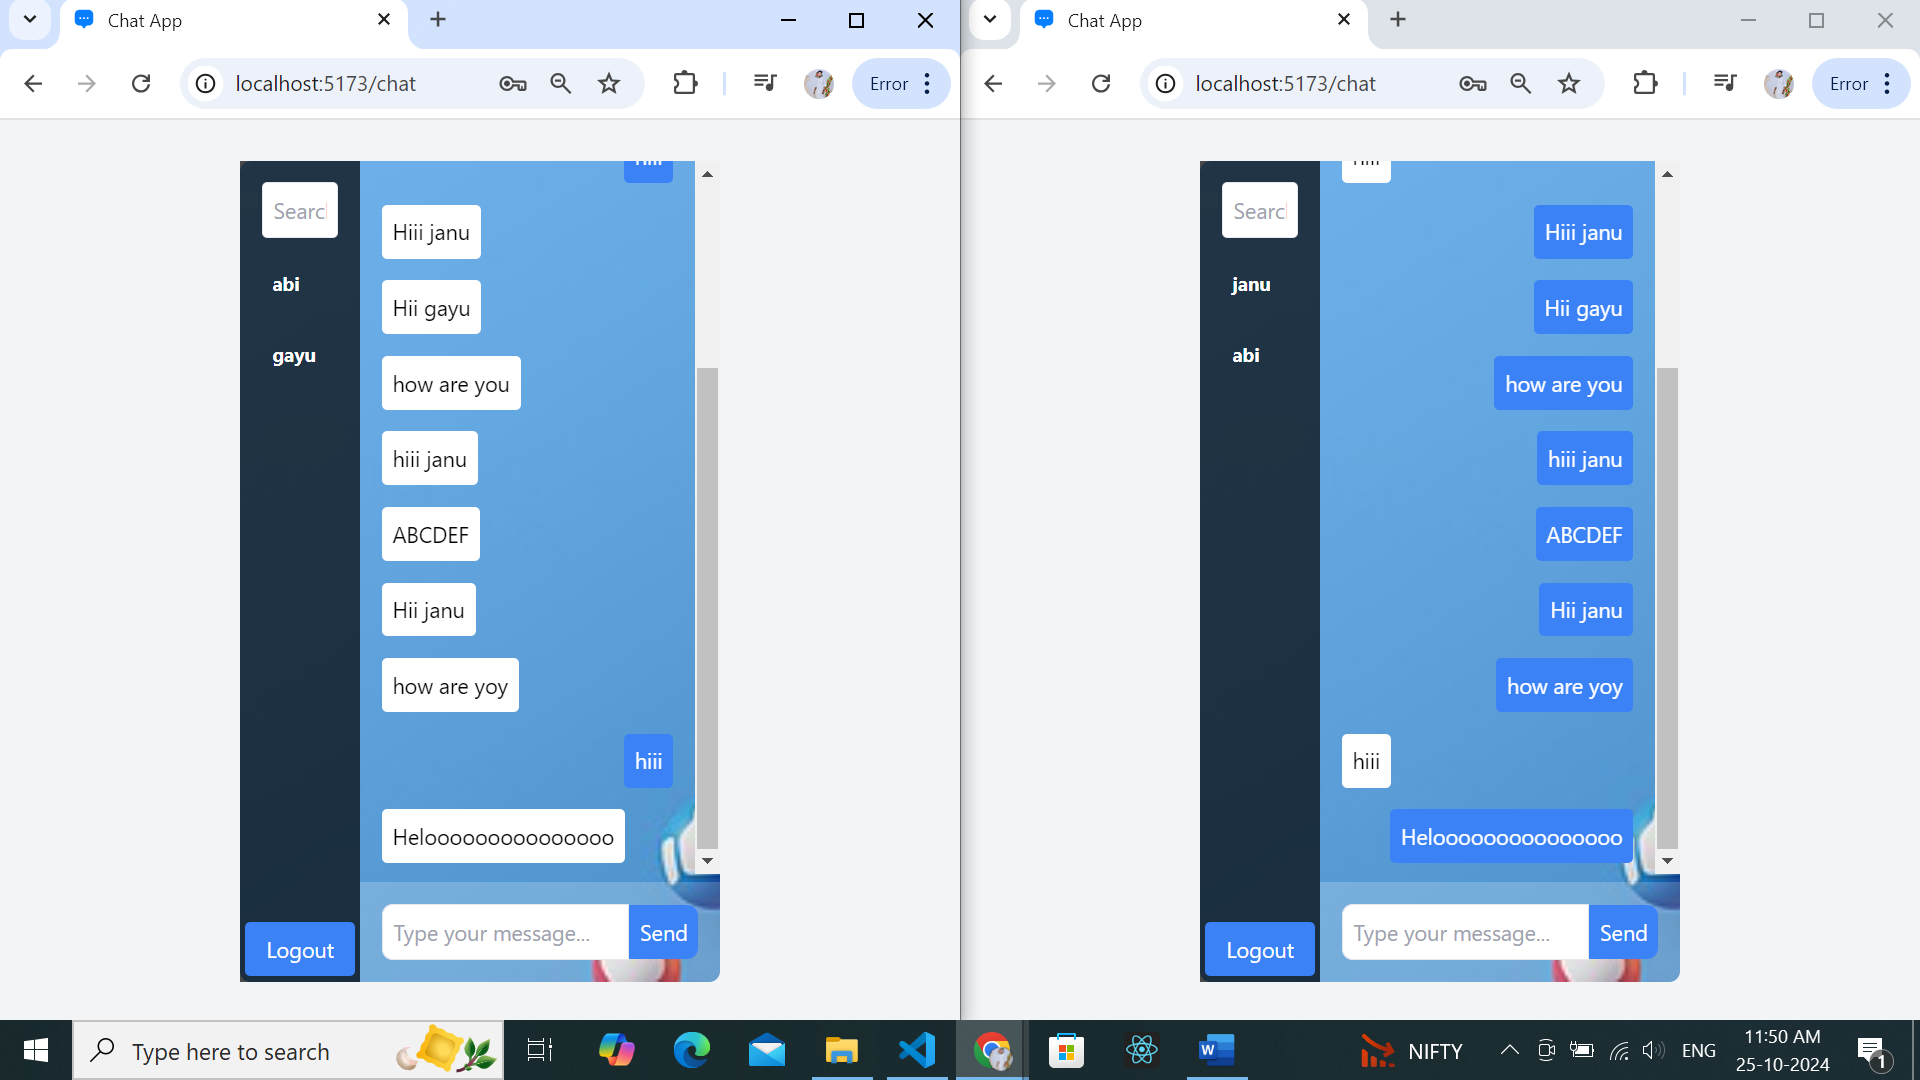 Chat App
localhost:5173/chat
Error
Searc
abi
gayu
Hiii janu
Hii gayu
how are you
hiii janu
ABCDEF
Hii janu
how are yoy
hiii
Helooooooooooooooo
Type your message...
Send
Logout
Chat App
localhost:5173/chat
Error
Searc
janu
abi
Hiii janu
Hii gayu
how are you
hiii janu
ABCDEF
Hii janu
how are yoy
hiii
Helooooooooooooooo
Type your message...
Send
Logout
Type here to search
NIFTY
ENG
11:50 AM
25-10-2024
1